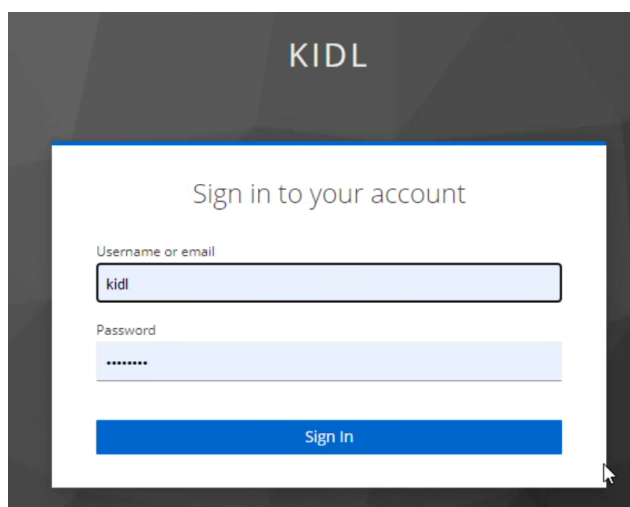 KIDL
Sign in to your account
Username or email
kidl
Password
••••••••
Sign In